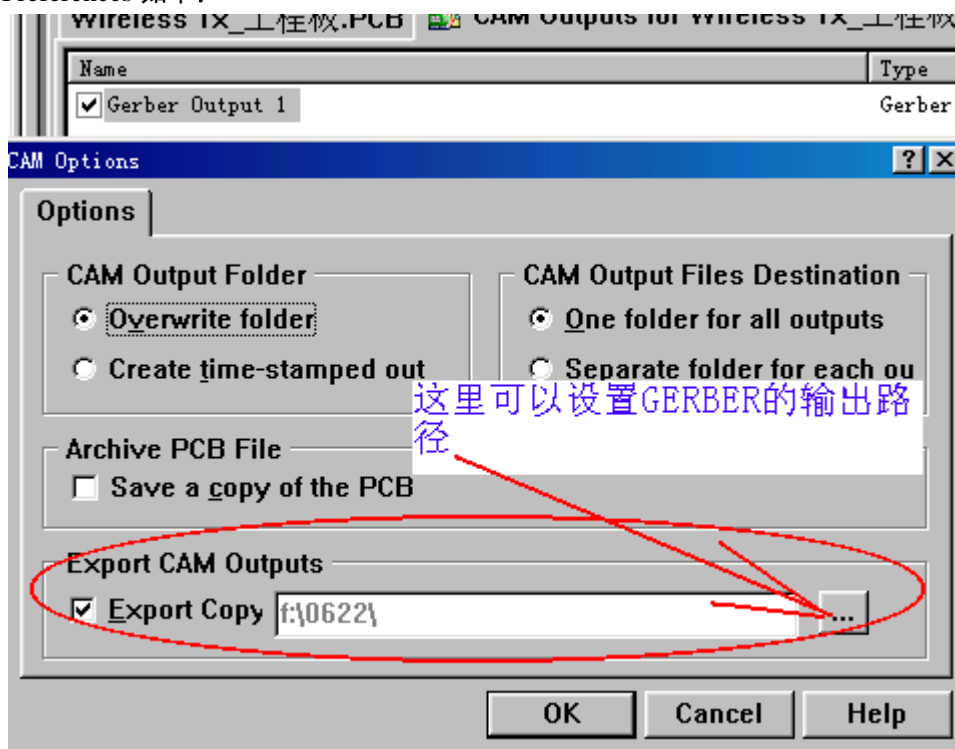 Preferences 如下:
Wireless Tx_工程板.PCB CAM Outputs for Wireless Tx_工程板
Name Type
Gerber Output 1 Gerber
CAM Options
Options
CAM Output Folder
Overwrite folder
Create time-stamped out
CAM Output Files Destination
One folder for all outputs
Separate folder for each ou
这里可以设置GERBER的输出路
径
Archive PCB File
Save a copy of the PCB
Export CAM Outputs
Export Copy f:\0622\ ...
OK Cancel Help